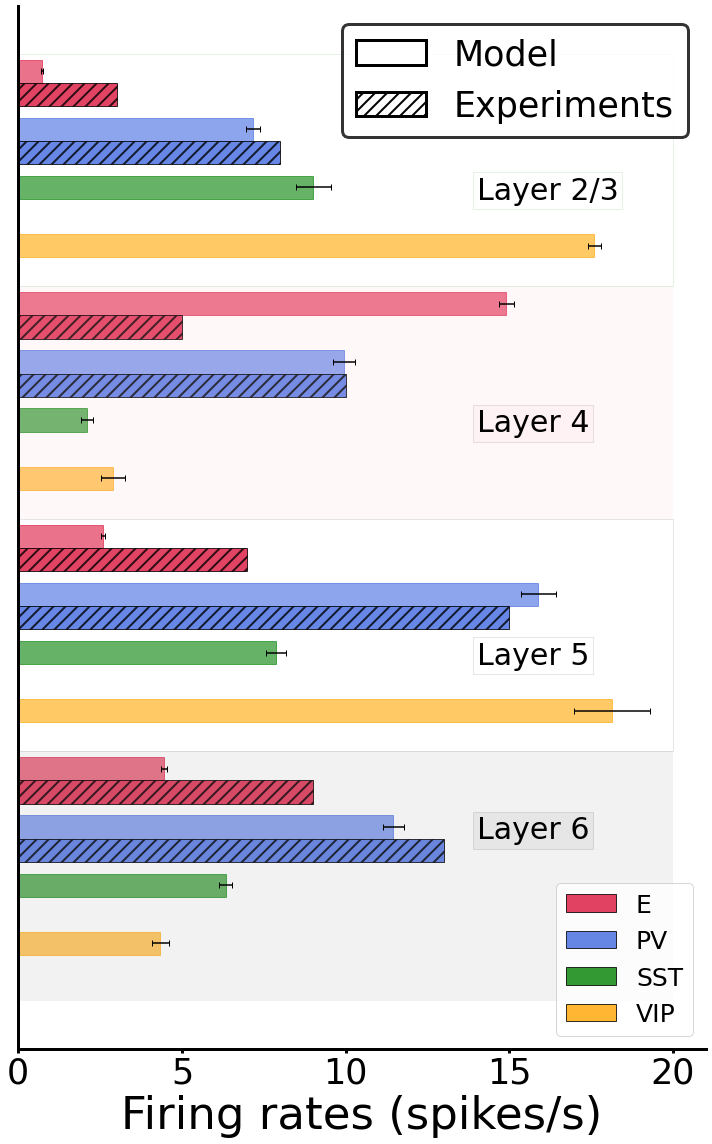 Model
Experiments
Layer 2/3
Layer 4
Layer 5
Layer 6
E
PV
SST
VIP
0 5 10 15 20
Firing rates (spikes/s)